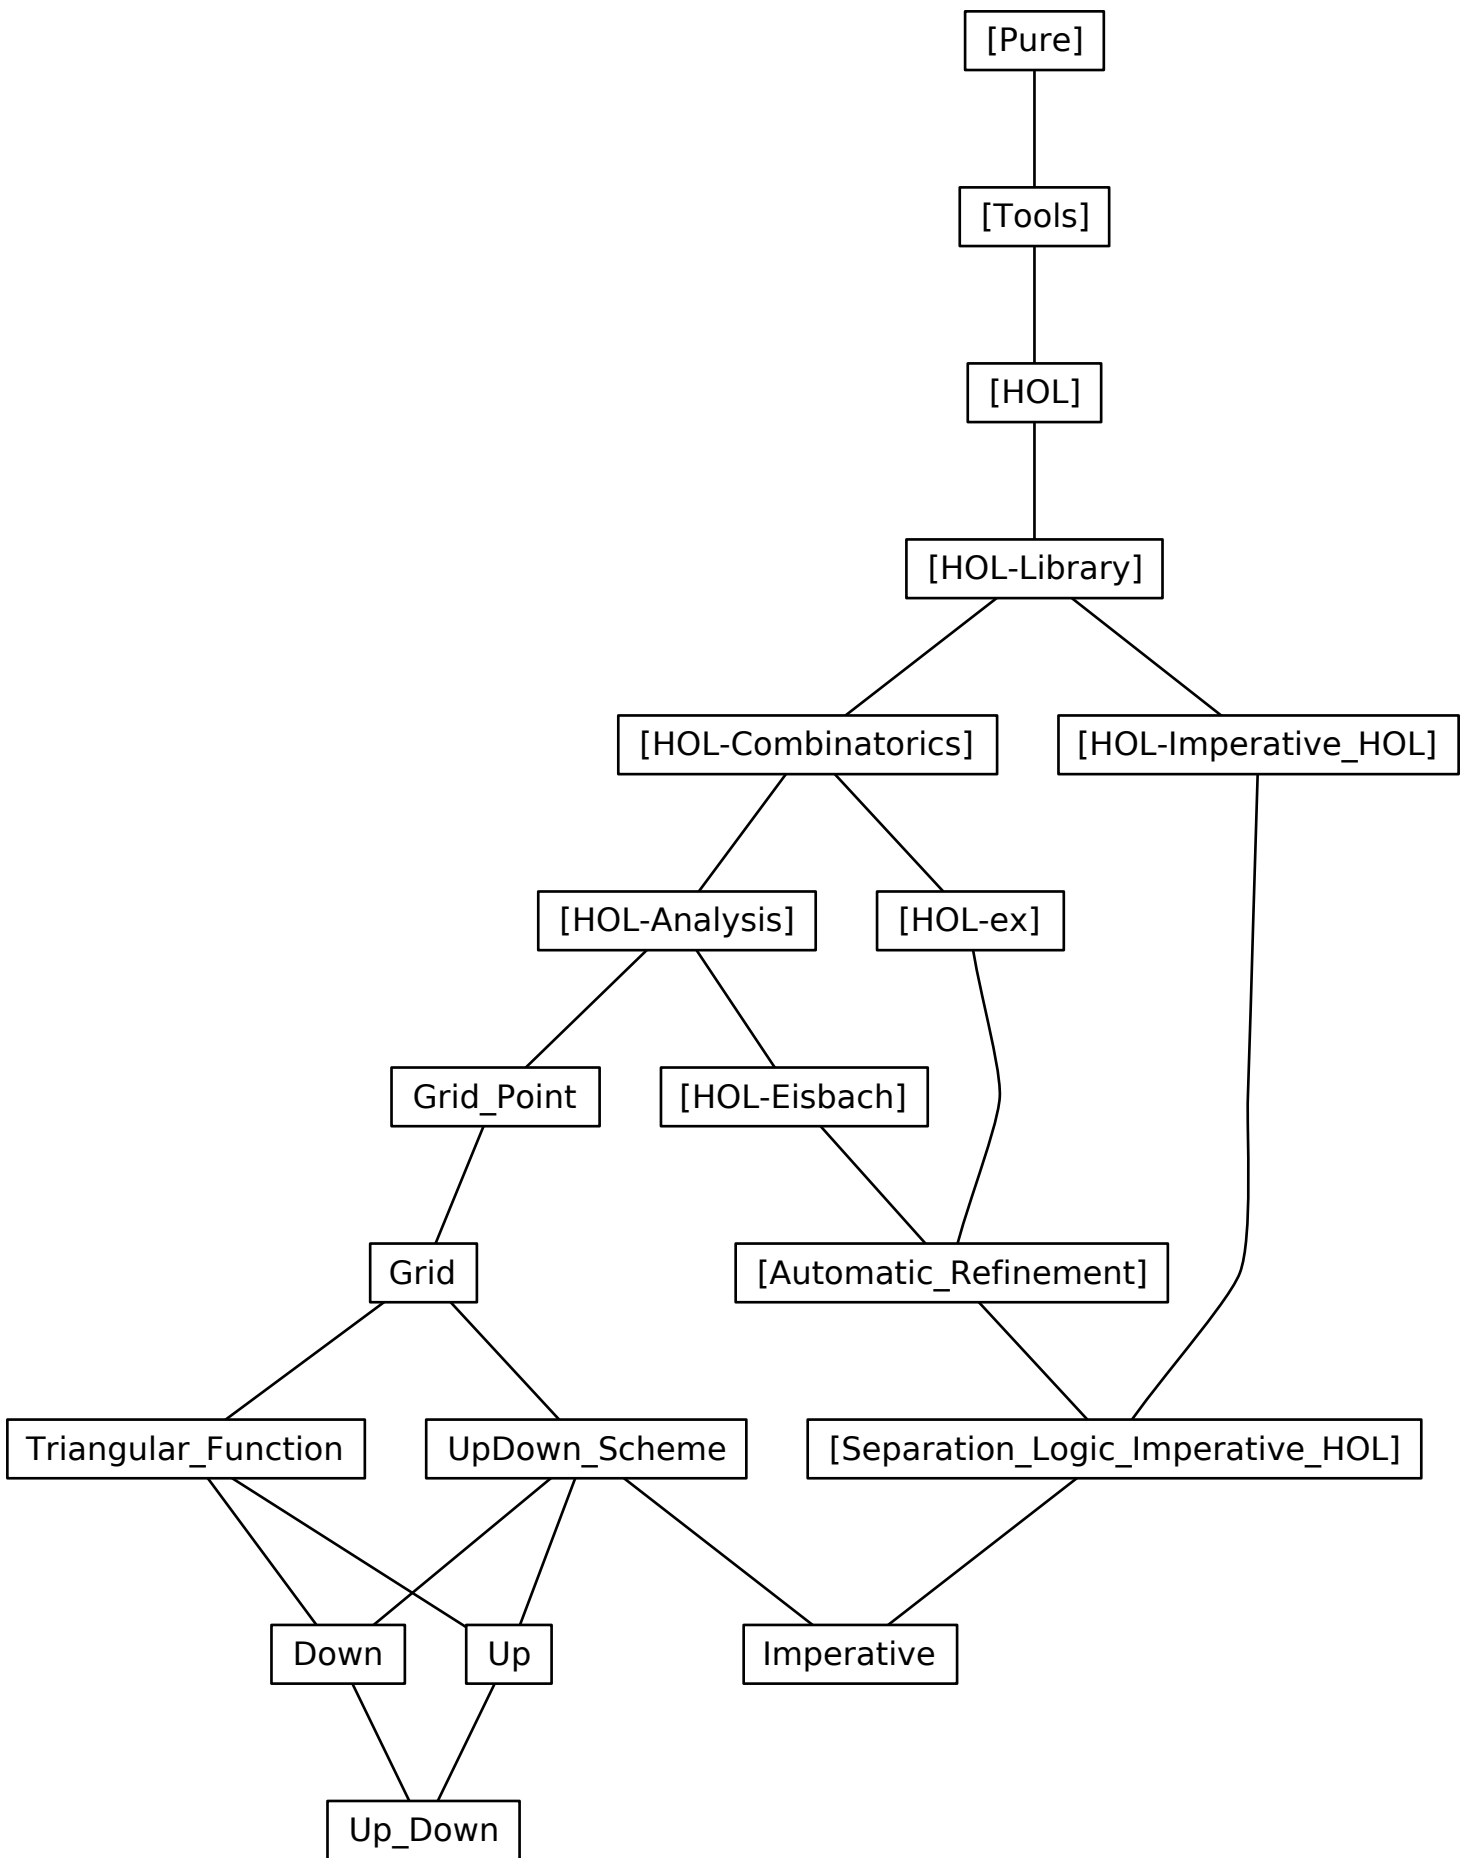 [Pure]
[Tools]
[HOL]
[HOL-Library]
[HOL-Combinatorics]
[HOL-Imperative_HOL]
[HOL-Analysis]
[HOL-ex]
Grid_Point
[HOL-Eisbach]
Grid
[Automatic_Refinement]
Triangular_Function
UpDown_Scheme
[Separation_Logic_Imperative_HOL]
Down
Up
Imperative
Up_Down